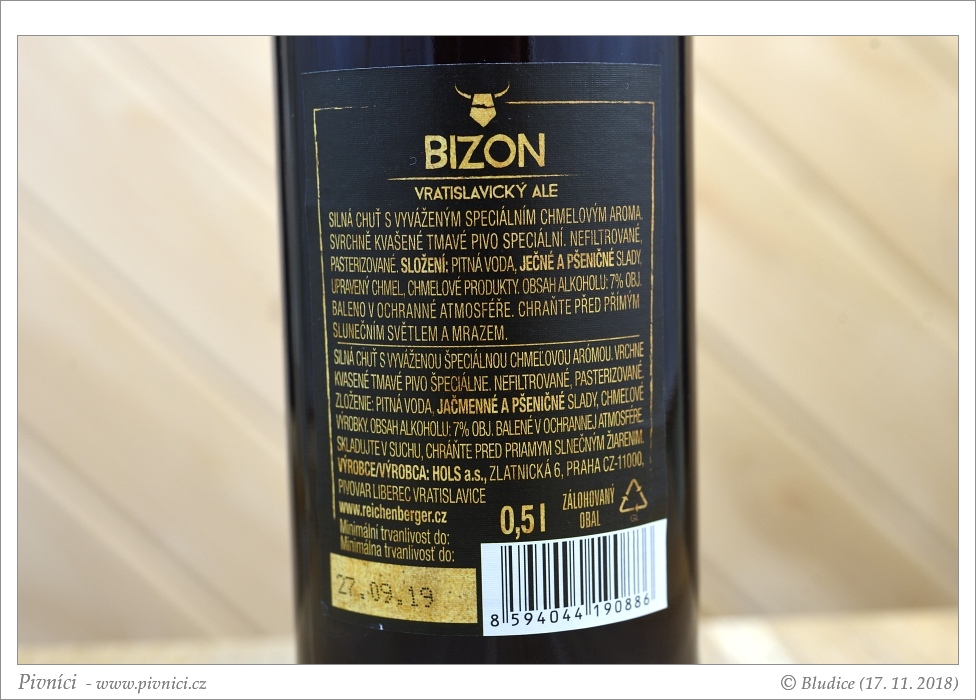 BIZON
VRATISLAVICKÝ ALE
SILNÁ CHUŤ S VYVÁŽENÝM SPECIÁLNÍM CHMELOVÝM AROMA.
SVRCHNĚ KVAŠENÉ TMAVÉ PIVO SPECIÁLNÍ. NEFILTROVANÉ,
PASTERIZOVANÉ. SLOŽENÍ: PITNÁ VODA, JEČNÉ A PŠENIČNÉ SLADY,
UPRAVENÝ CHMEL, CHMELOVÉ PRODUKTY. OBSAH ALKOHOLU: 7% OBJ.
BALENO V OCHRANNÉ ATMOSFÉŘE. CHRAŇTE PŘED PŘÍMÝM
SLUNEČNÍM SVĚTLEM A MRAZEM.
SILNÁ CHUŤ S VYVÁŽENOU ŠPECIÁLNOU CHMEĽOVOU ARÓMOU. VRCHNE
KVASENÉ TMAVÉ PIVO ŠPECIÁLNE. NEFILTROVANÉ, PASTERIZOVANÉ.
ZLOŽENIE: PITNÁ VODA, JAČMENNÉ A PŠENIČNÉ SLADY, CHMEĽOVÉ
VÝROBKY. OBSAH ALKOHOLU: 7% OBJ. BALENÉ V OCHRANNEJ ATMOSFÉRE.
SKLADUJTE V SUCHU, CHRÁŇTE PRED PRIAMYM SLNEČNÝM ŽIARENÍM.
VÝROBCE/VÝROBCA: HOLS a.s., ZLATNICKÁ 6, PRAHA CZ-11000,
PIVOVAR LIBEREC VRATISLAVICE
www.reichenberger.cz
0,5 l
ZÁLOHOVANÝ
OBAL
Minimální trvanlivost do:
Minimálna trvanlivosť do:
27.09.19
8 594044 190886
Pivníci - www.pivnici.cz
© Bludice (17. 11. 2018)